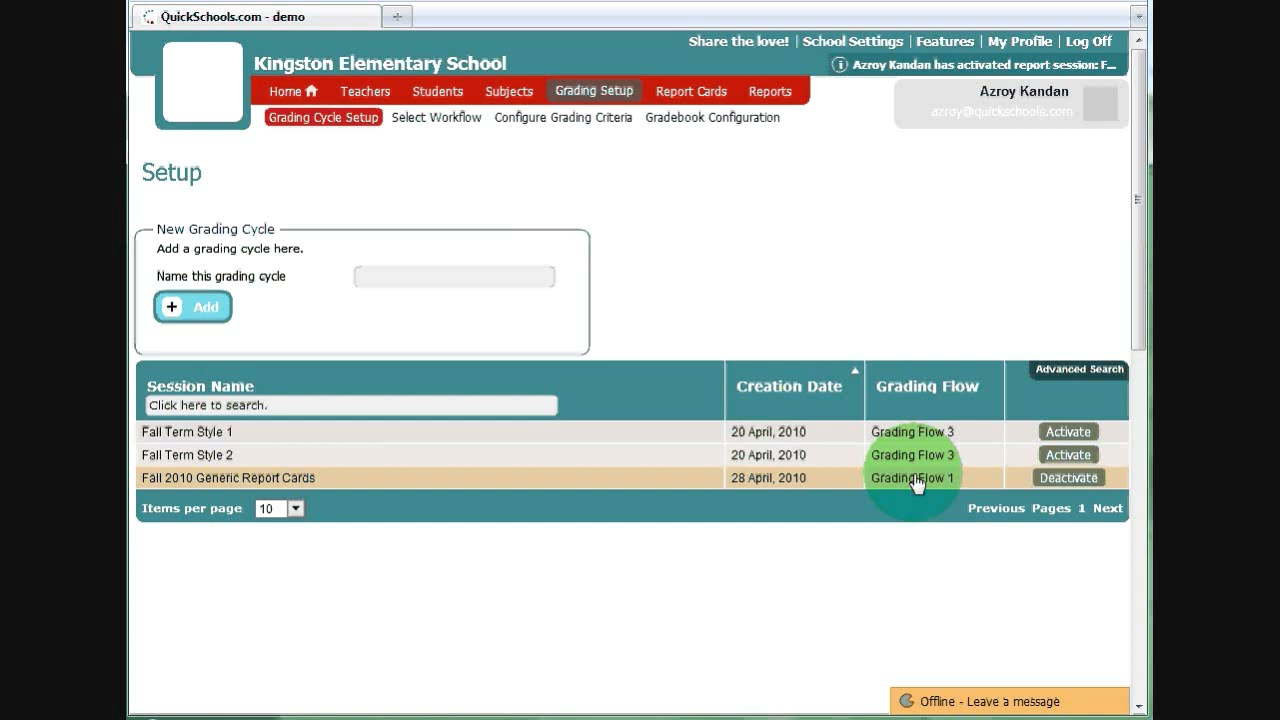 QuickSchools.com - demo
Share the love! | School Settings | Features | My Profile | Log Off
Kingston Elementary School
Azroy Kandan has activated report session: F...
Home Teachers Students Subjects Grading Setup Report Cards Reports
Azroy Kandan
azroy@quickschools.com
Grading Cycle Setup Select Workflow Configure Grading Criteria Gradebook Configuration
Setup
New Grading Cycle
Add a grading cycle here.
Name this grading cycle
+ Add
Advanced Search
Session Name Creation Date Grading Flow
Click here to search.
Fall Term Style 1 20 April, 2010 Grading Flow 3 Activate
Fall Term Style 2 20 April, 2010 Grading Flow 3 Activate
Fall 2010 Generic Report Cards 28 April, 2010 Grading Flow 1 Deactivate
Items per page 10 Previous Pages 1 Next
Offline - Leave a message